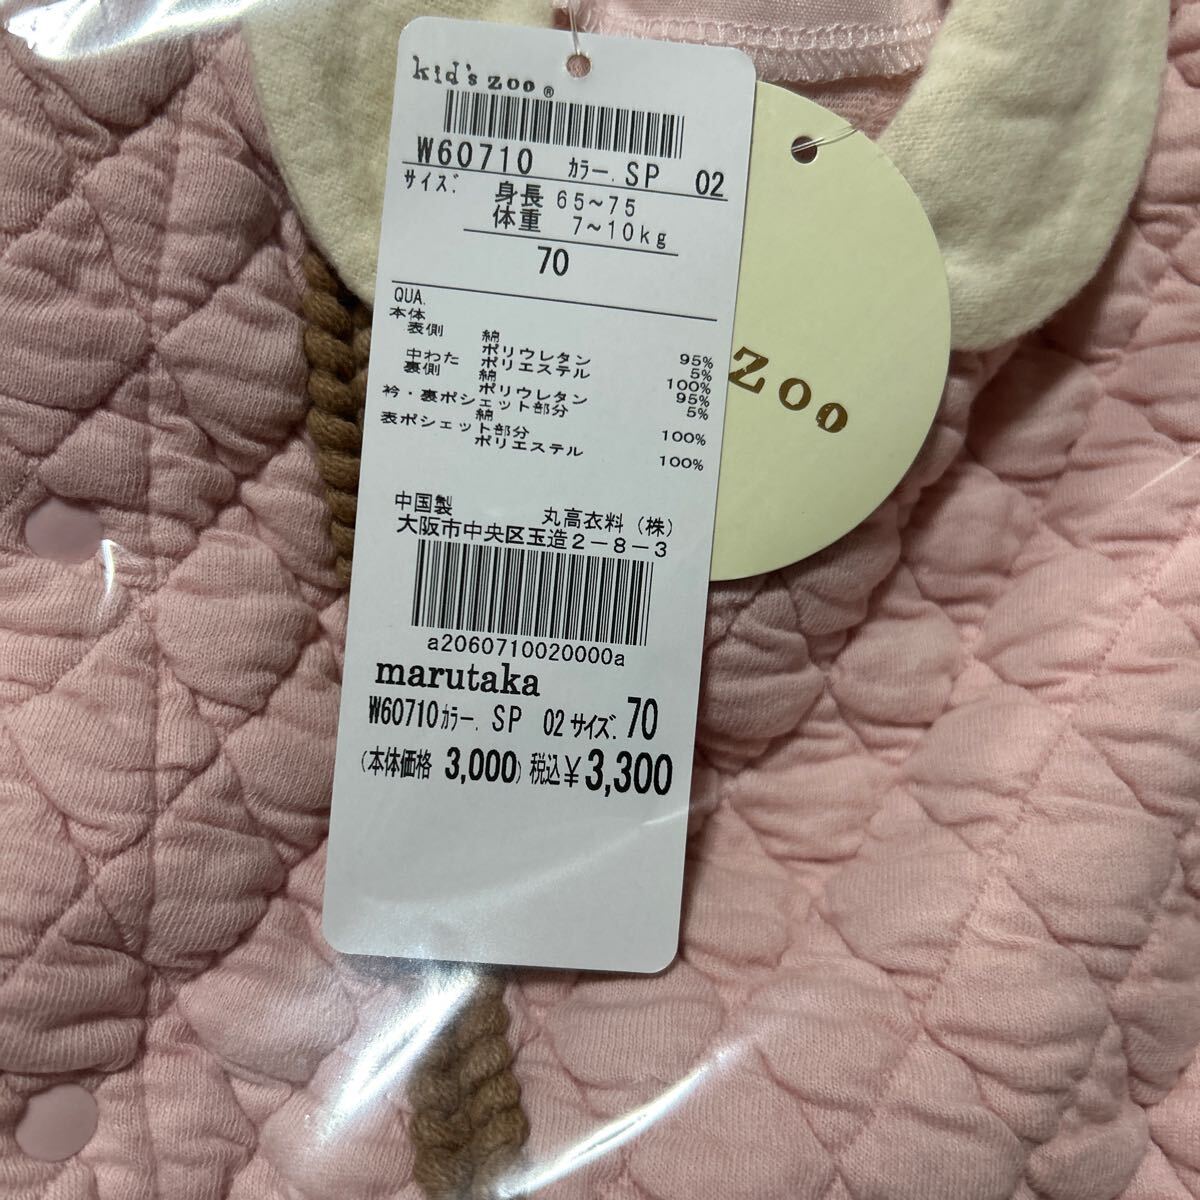 kid's zoo ®
W60710 カラー. SP 02
サイズ: 身長 65~75
体重 7~10kg
70
QUA.
本体
表側 綿 95%
ポリウレタン 5%
中わた ポリエステル 100%
裏側 綿 95%
ポリウレタン 5%
衿・裏ポシェット部分
綿 100%
表ポシェット部分
ポリエステル 100%
中国製 丸高衣料(株)
大阪市中央区玉造2-8-3
a2060710020000a
marutaka
W60710カラー. SP 02 サイズ: 70
(本体価格 3,000) 税込¥3,300
zoo